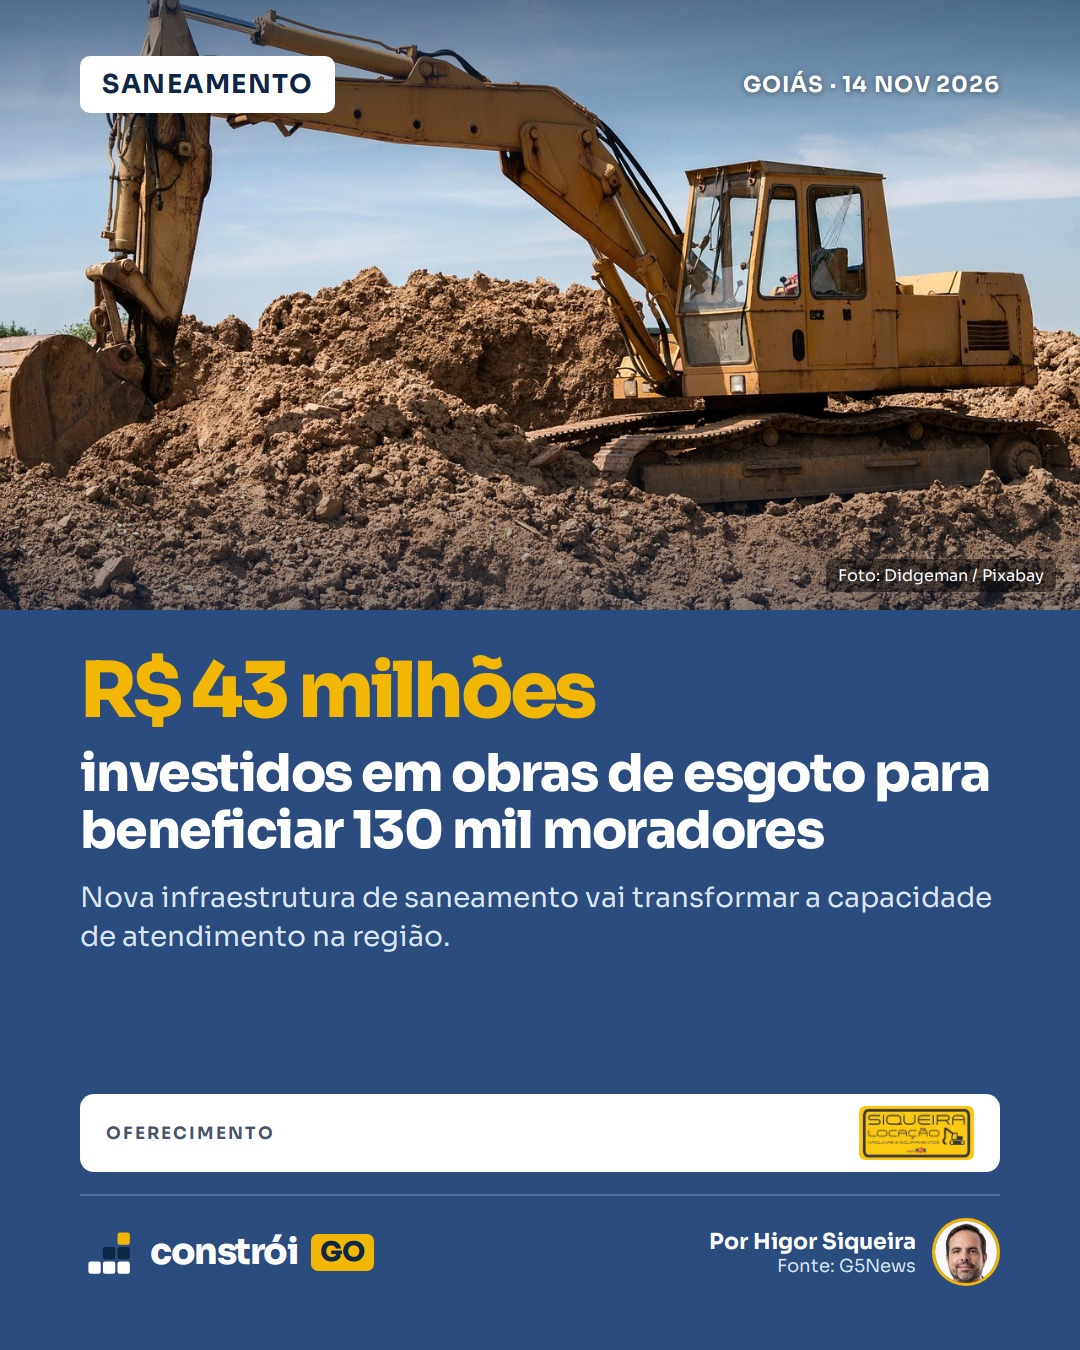 SANEAMENTO
GOIÁS · 14 NOV 2026
Foto: Didgeman / Pixabay
R$ 43 milhões
investidos em obras de esgoto para
beneficiar 130 mil moradores
Nova infraestrutura de saneamento vai transformar a capacidade
de atendimento na região.
OFERECIMENTO
SIQUEIRA
LOCAÇÃO
MÁQUINAS E EQUIPAMENTOS
constrói GO
Por Higor Siqueira
Fonte: G5News